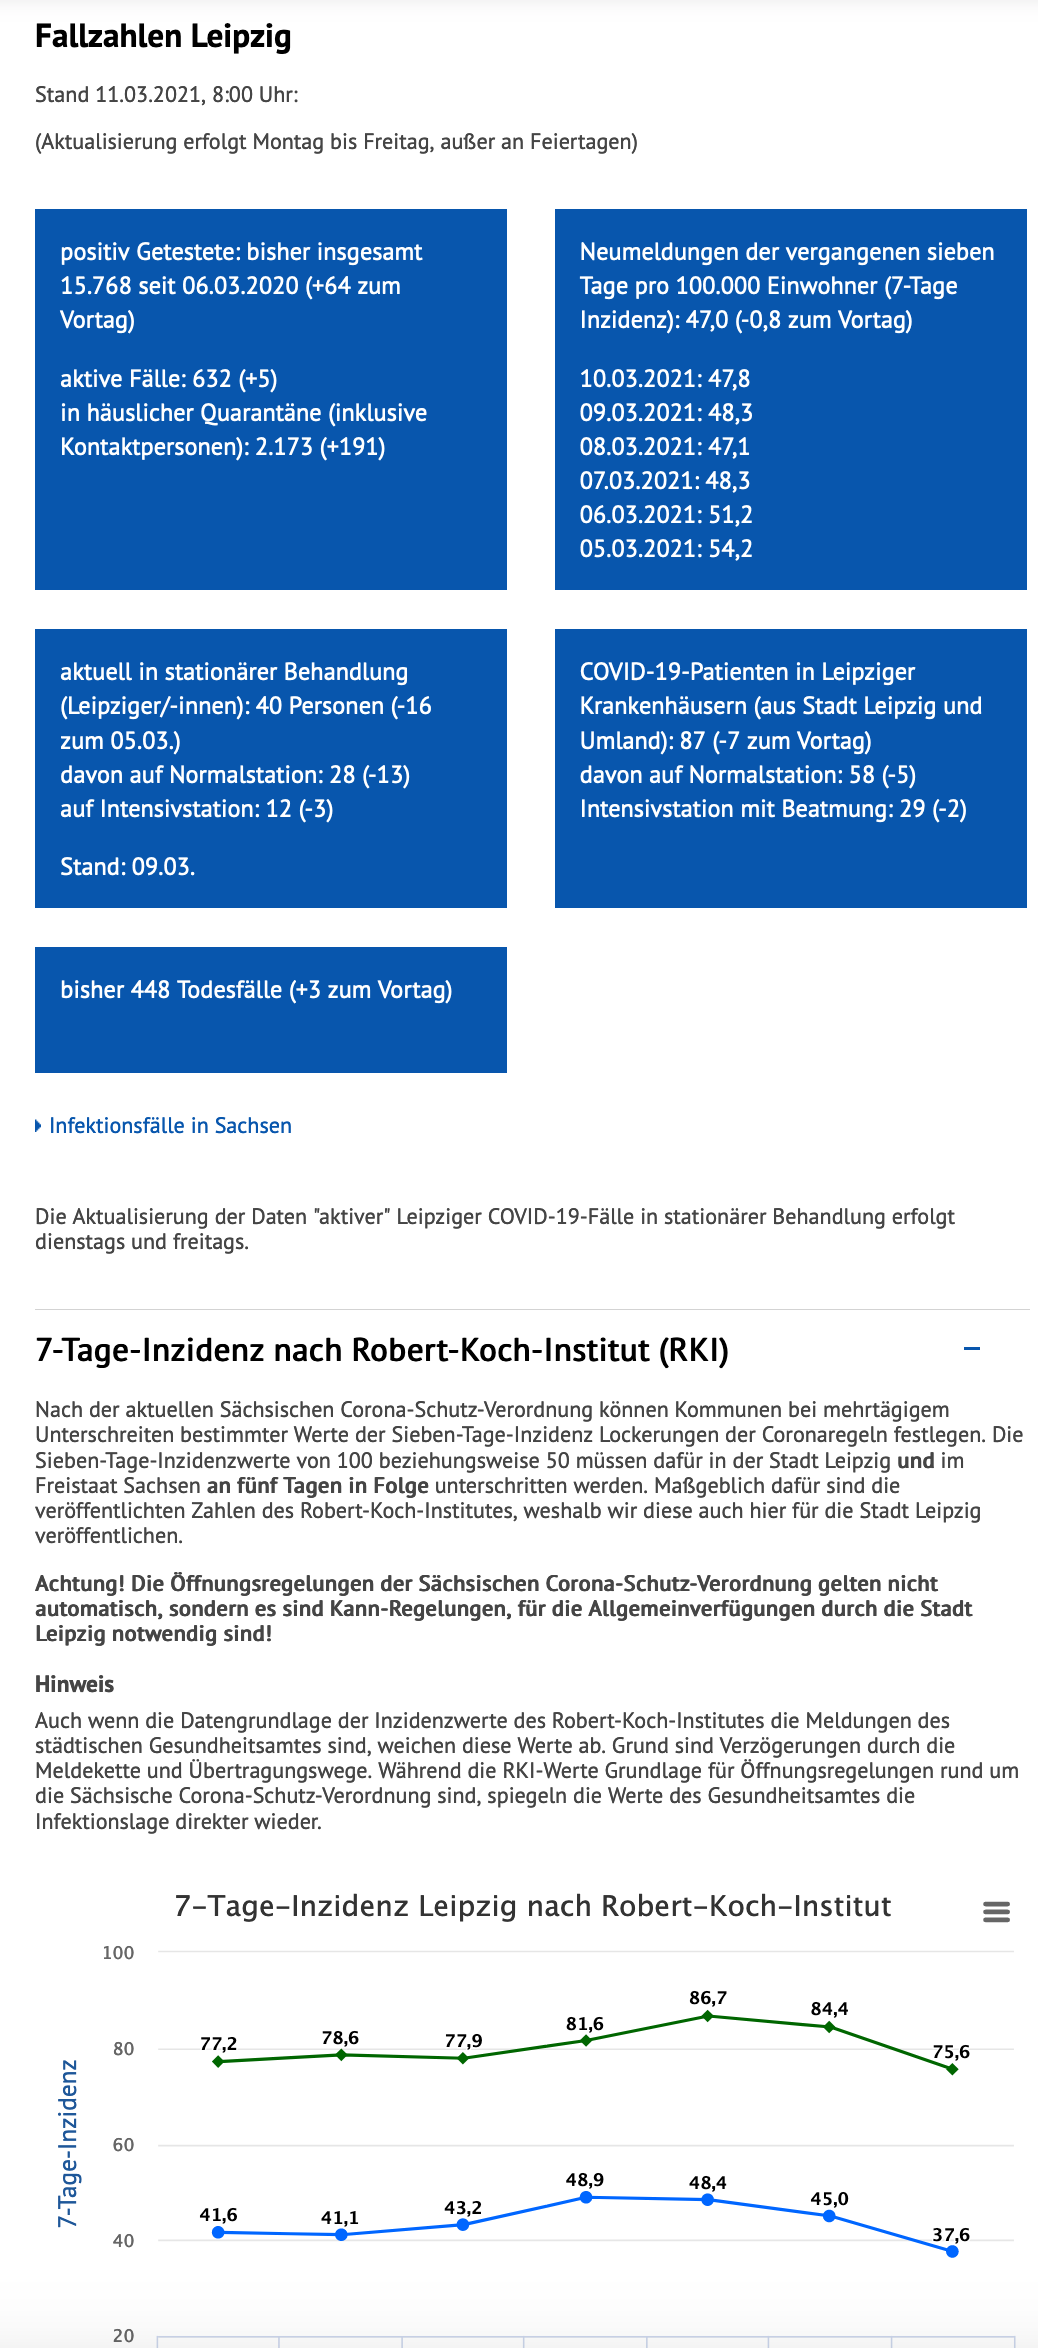 Fallzahlen Leipzig
Stand 11.03.2021, 8:00 Uhr:
(Aktualisierung erfolgt Montag bis Freitag, außer an Feiertagen)
positiv Getestete: bisher insgesamt
15.768 seit 06.03.2020 (+64 zum
Vortag)
aktive Fälle: 632 (+5)
in häuslicher Quarantäne (inklusive
Kontaktpersonen): 2.173 (+191)
Neumeldungen der vergangenen sieben
Tage pro 100.000 Einwohner (7-Tage
Inzidenz): 47,0 (-0,8 zum Vortag)
10.03.2021: 47,8
09.03.2021: 48,3
08.03.2021: 47,1
07.03.2021: 48,3
06.03.2021: 51,2
05.03.2021: 54,2
aktuell in stationärer Behandlung
(Leipziger/-innen): 40 Personen (-16
zum 05.03.)
davon auf Normalstation: 28 (-13)
auf Intensivstation: 12 (-3)
Stand: 09.03.
COVID-19-Patienten in Leipziger
Krankenhäusern (aus Stadt Leipzig und
Umland): 87 (-7 zum Vortag)
davon auf Normalstation: 58 (-5)
Intensivstation mit Beatmung: 29 (-2)
bisher 448 Todesfälle (+3 zum Vortag)
Infektionsfälle in Sachsen
Die Aktualisierung der Daten "aktiver" Leipziger COVID-19-Fälle in stationärer Behandlung erfolgt
dienstags und freitags.
7-Tage-Inzidenz nach Robert-Koch-Institut (RKI)
Nach der aktuellen Sächsischen Corona-Schutz-Verordnung können Kommunen bei mehrtägigem
Unterschreiten bestimmter Werte der Sieben-Tage-Inzidenz Lockerungen der Coronaregeln festlegen. Die
Sieben-Tage-Inzidenzwerte von 100 beziehungsweise 50 müssen dafür in der Stadt Leipzig und im
Freistaat Sachsen an fünf Tagen in Folge unterschritten werden. Maßgeblich dafür sind die
veröffentlichten Zahlen des Robert-Koch-Institutes, weshalb wir diese auch hier für die Stadt Leipzig
veröffentlichen.
Achtung! Die Öffnungsregelungen der Sächsischen Corona-Schutz-Verordnung gelten nicht
automatisch, sondern es sind Kann-Regelungen, für die Allgemeinverfügungen durch die Stadt
Leipzig notwendig sind!
Hinweis
Auch wenn die Datengrundlage der Inzidenzwerte des Robert-Koch-Institutes die Meldungen des
städtischen Gesundheitsamtes sind, weichen diese Werte ab. Grund sind Verzögerungen durch die
Meldekette und Übertragungswege. Während die RKI-Werte Grundlage für Öffnungsregelungen rund um
die Sächsische Corona-Schutz-Verordnung sind, spiegeln die Werte des Gesundheitsamtes die
Infektionslage direkter wieder.
7-Tage-Inzidenz Leipzig nach Robert-Koch-Institut
7-Tage-Inzidenz
100
80
60
40
20
77,2
78,6
77,9
81,6
86,7
84,4
75,6
41,6
41,1
43,2
48,9
48,4
45,0
37,6